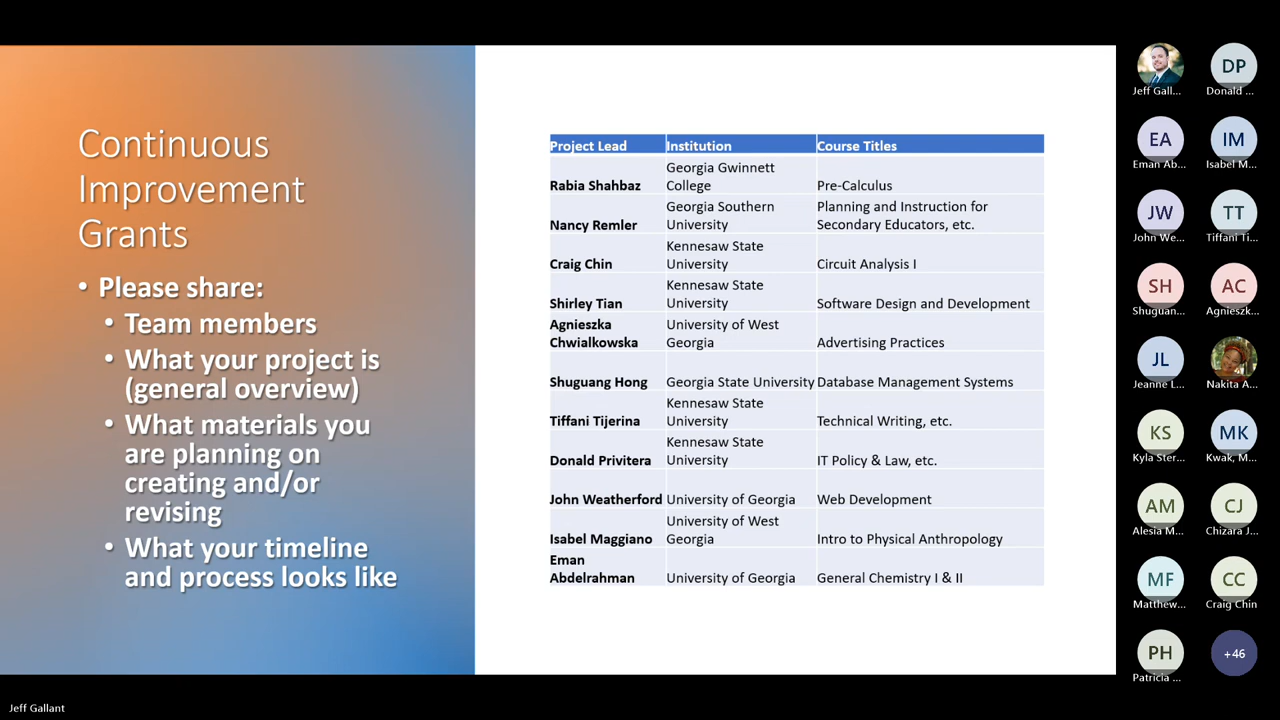 Continuous
Improvement
Grants
• Please share:
• Team members
• What your project is
(general overview)
• What materials you
are planning on
creating and/or
revising
• What your timeline
and process looks like
Project Lead Institution Course Titles
Rabia Shahbaz Georgia Gwinnett College Pre-Calculus
Nancy Remler Georgia Southern University Planning and Instruction for Secondary Educators, etc.
Craig Chin Kennesaw State University Circuit Analysis I
Shirley Tian Kennesaw State University Software Design and Development
Agnieszka Chwialkowska University of West Georgia Advertising Practices
Shuguang Hong Georgia State University Database Management Systems
Tiffani Tijerina Kennesaw State University Technical Writing, etc.
Donald Privitera Kennesaw State University IT Policy & Law, etc.
John Weatherford University of Georgia Web Development
Isabel Maggiano University of West Georgia Intro to Physical Anthropology
Eman Abdelrahman University of Georgia General Chemistry I & II
Jeff Gall...
DP
Donald ...
EA
Eman Ab...
IM
Isabel M...
JW
John We...
TT
Tiffani Ti...
SH
Shuguan...
AC
Agnieszk...
JL
Jeanne L...
Nakita A...
KS
Kyla Ster...
MK
Kwak, M...
AM
Alesia M...
CJ
Chizara J...
MF
Matthew...
CC
Craig Chin
PH
Patricia ...
+46
Jeff Gallant